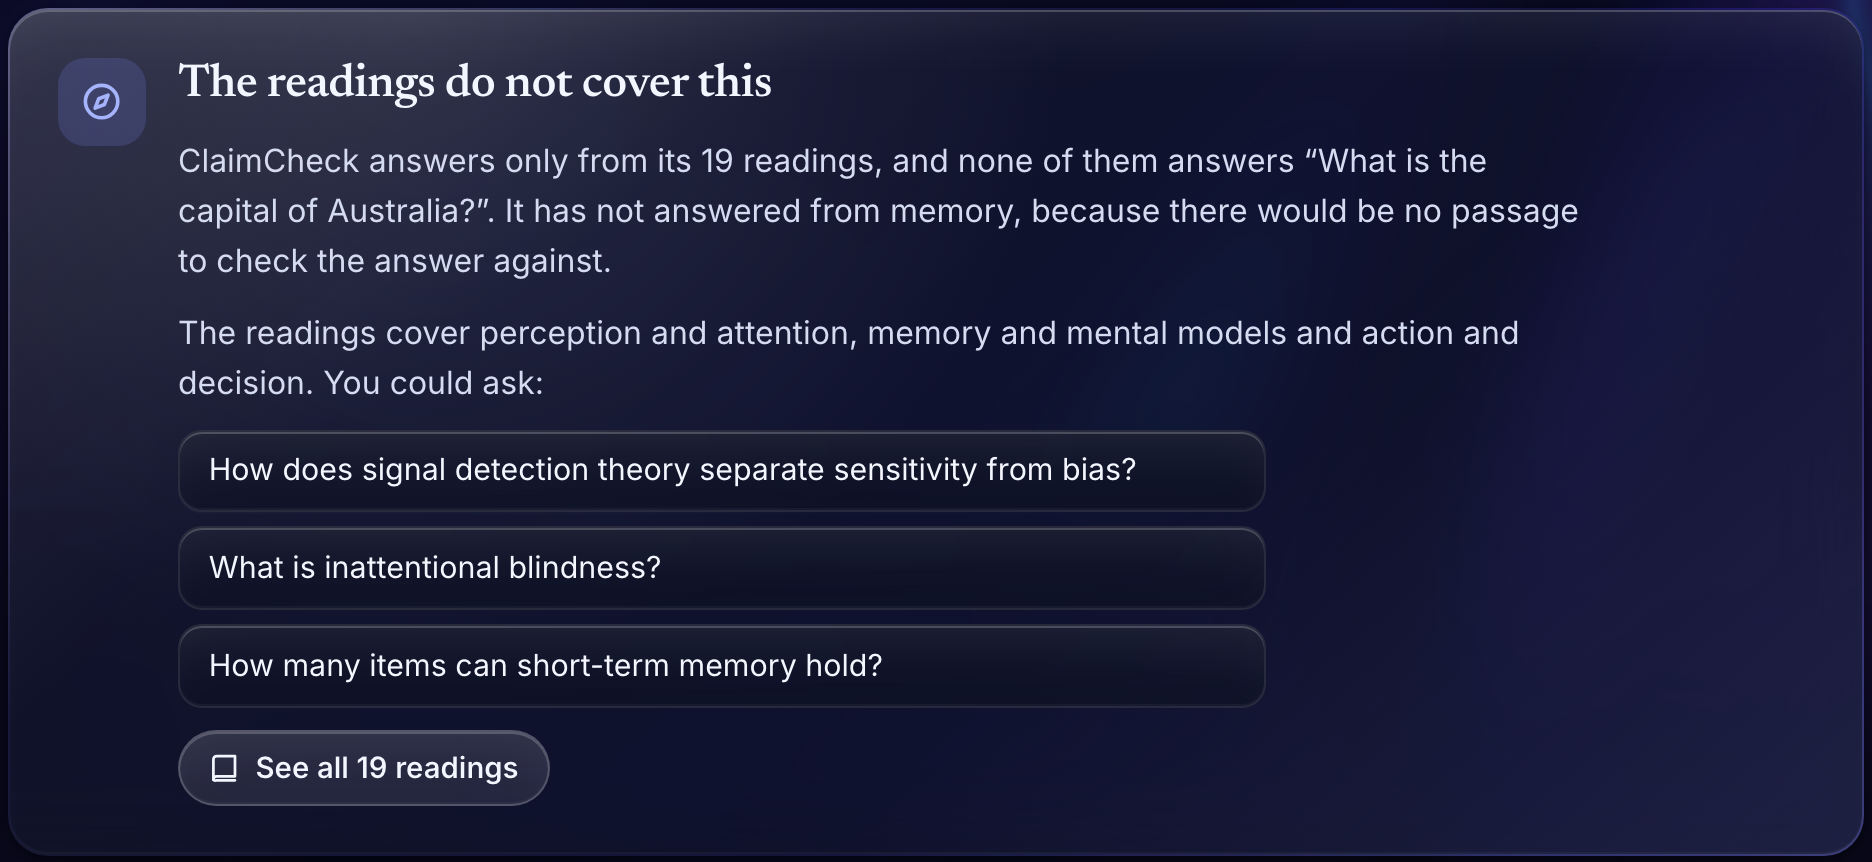 The readings do not cover this
ClaimCheck answers only from its 19 readings, and none of them answers “What is the
capital of Australia?”. It has not answered from memory, because there would be no passage
to check the answer against.
The readings cover perception and attention, memory and mental models and action and
decision. You could ask:
How does signal detection theory separate sensitivity from bias?
What is inattentional blindness?
How many items can short-term memory hold?
See all 19 readings